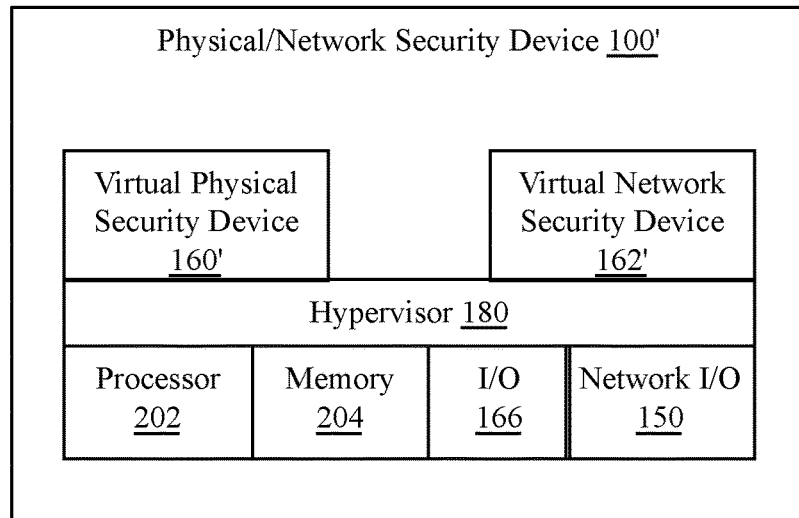 Physical/Network Security Device 100'
Virtual Physical
Security Device
160'
Virtual Network
Security Device
162'
Hypervisor 180
Processor
202
Memory
204
I/O
166
Network I/O
150